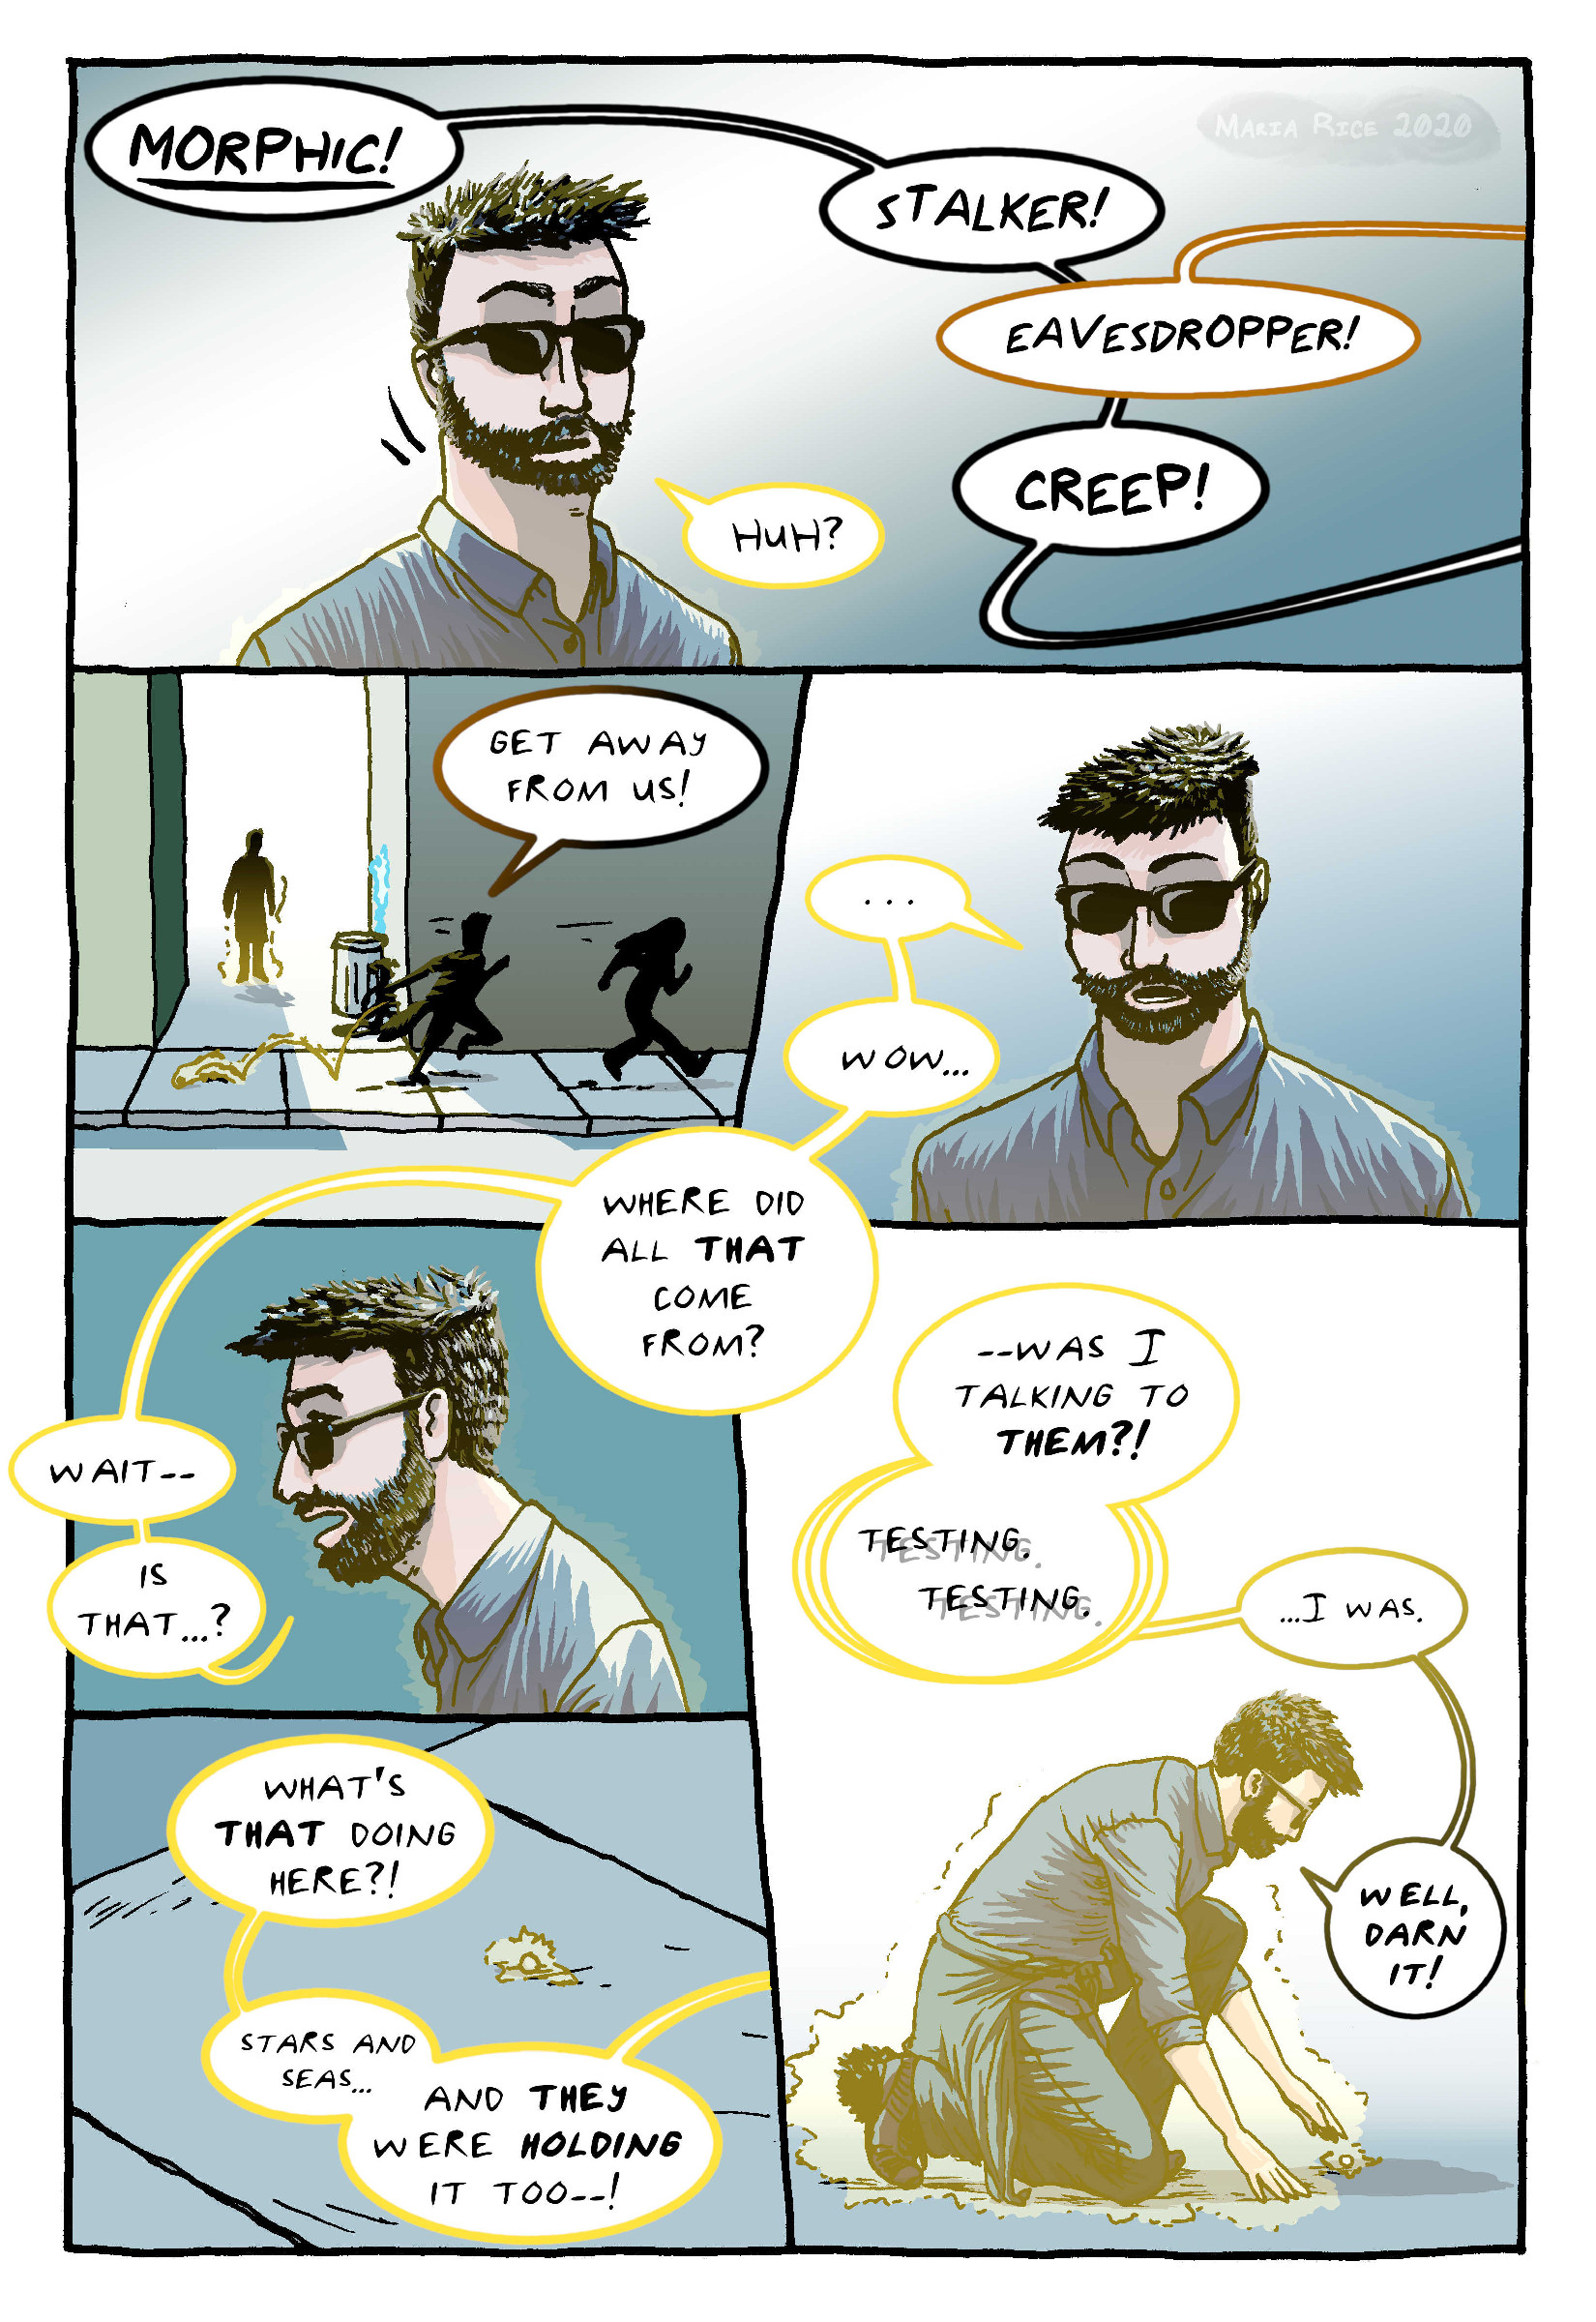 MORPHIC!
MARIA RICE 2020
STALKER!
EAVESDROPPER!
CREEP!
HUH?
GET AWAY
FROM US!
...
WOW...
WHERE DID
ALL THAT
COME
FROM?
WAIT--
IS
THAT...?
WHAT'S
THAT DOING
HERE?!
STARS AND
SEAS...
AND THEY
WERE HOLDING
IT TOO--!
--WAS I
TALKING TO
THEM?!
TESTING.
TESTING.
...I WAS.
WELL,
DARN
IT!